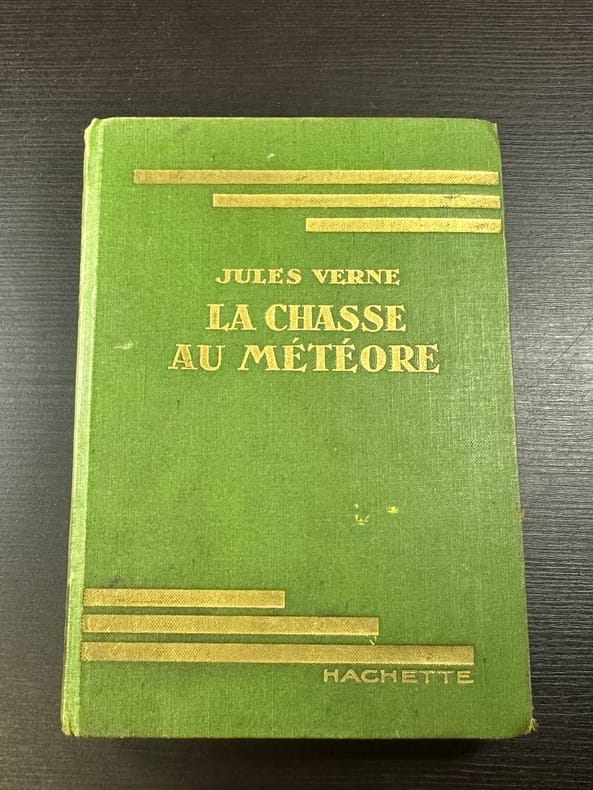 JULES VERNE
LA CHASSE
AU MÉTÉORE
HACHETTE